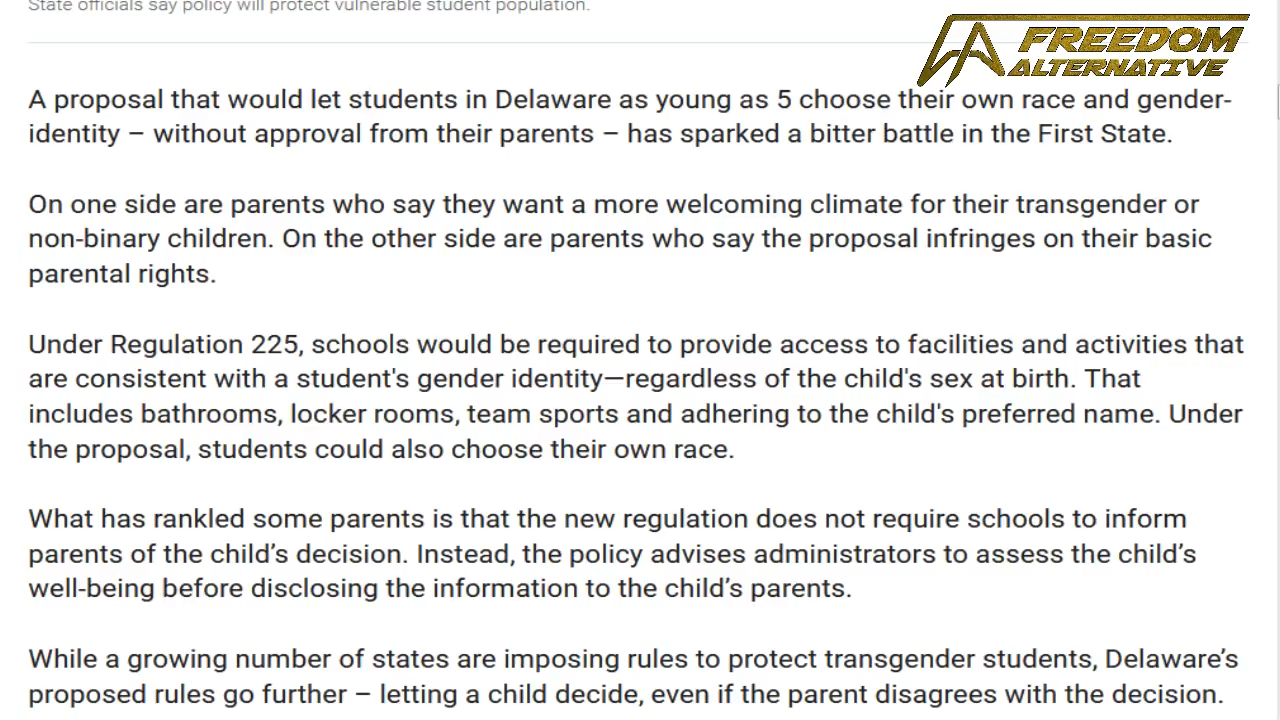 State officials say policy will protect vulnerable student population.
FREEDOM
ALTERNATIVE
A proposal that would let students in Delaware as young as 5 choose their own race and gender-
identity – without approval from their parents – has sparked a bitter battle in the First State.
On one side are parents who say they want a more welcoming climate for their transgender or
non-binary children. On the other side are parents who say the proposal infringes on their basic
parental rights.
Under Regulation 225, schools would be required to provide access to facilities and activities that
are consistent with a student's gender identity—regardless of the child's sex at birth. That
includes bathrooms, locker rooms, team sports and adhering to the child's preferred name. Under
the proposal, students could also choose their own race.
What has rankled some parents is that the new regulation does not require schools to inform
parents of the child’s decision. Instead, the policy advises administrators to assess the child’s
well-being before disclosing the information to the child’s parents.
While a growing number of states are imposing rules to protect transgender students, Delaware’s
proposed rules go further – letting a child decide, even if the parent disagrees with the decision.